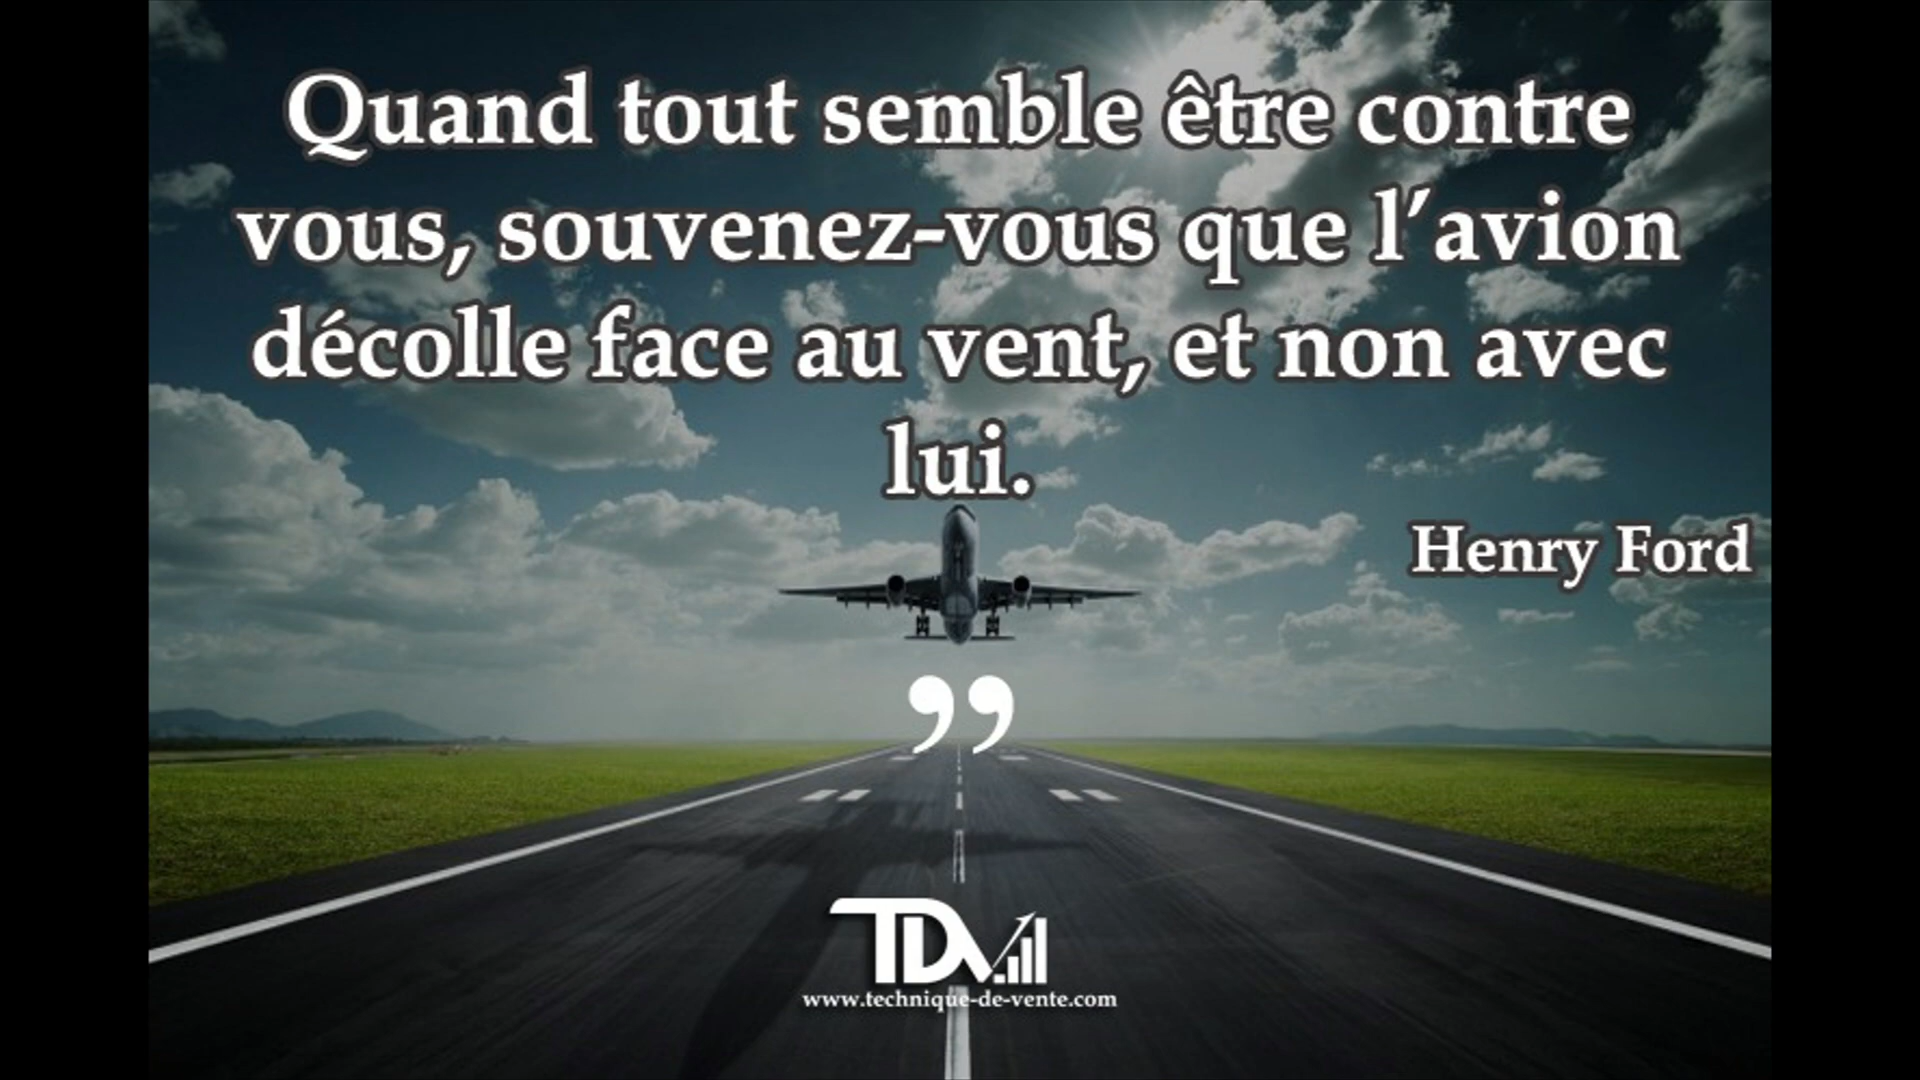 Quand tout semble être contre
vous, souvenez-vous que l’avion
décolle face au vent, et non avec
lui.
Henry Ford
”
TDV
www.technique-de-vente.com